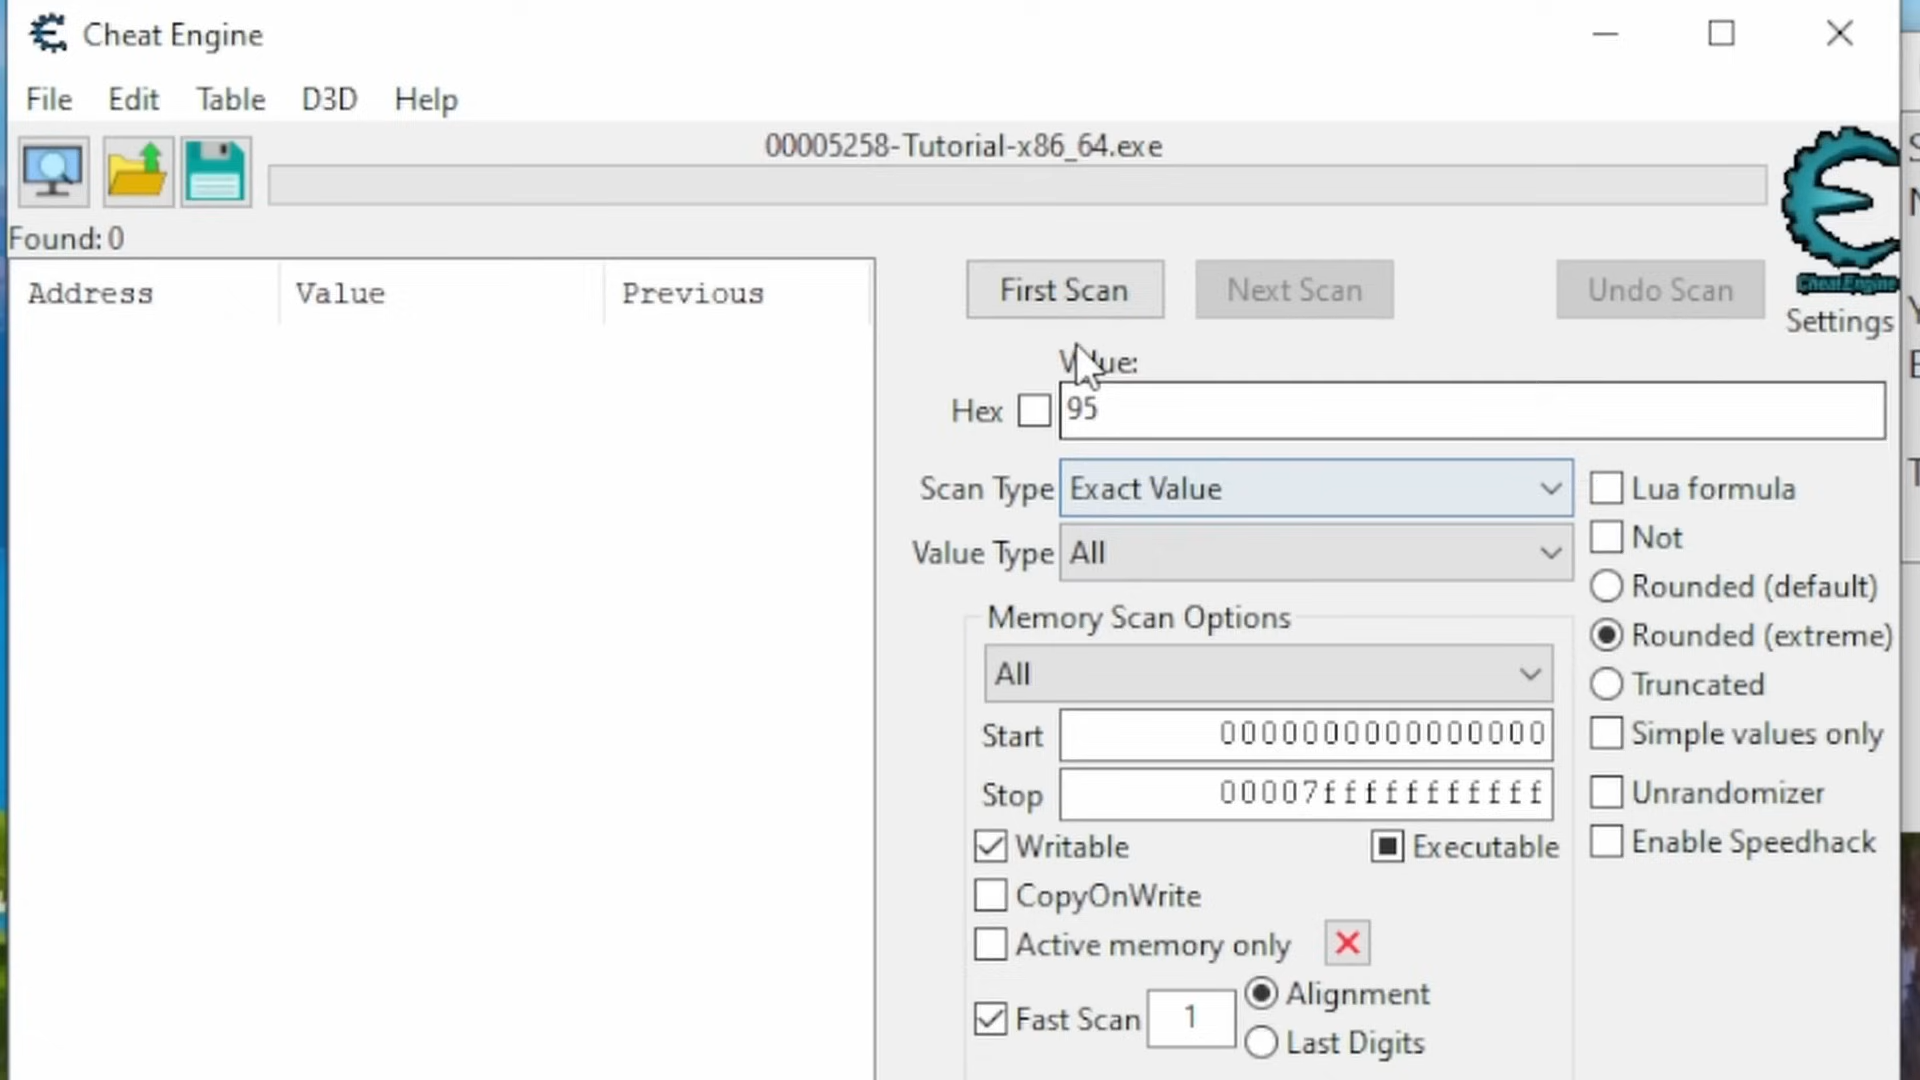 Cheat Engine
File Edit Table D3D Help
00005258-Tutorial-x86_64.exe
Found: 0
Address Value Previous
First Scan Next Scan Undo Scan
Cheat Engine
Settings
Value:
Hex 95
Scan Type Exact Value
Lua formula
Value Type All
Not
Rounded (default)
Memory Scan Options
Rounded (extreme)
All
Truncated
Start 0000000000000000
Simple values only
Stop 00007fffffffffff
Unrandomizer
Writable Executable
Enable Speedhack
CopyOnWrite
Active memory only
Fast Scan 1
Alignment
Last Digits